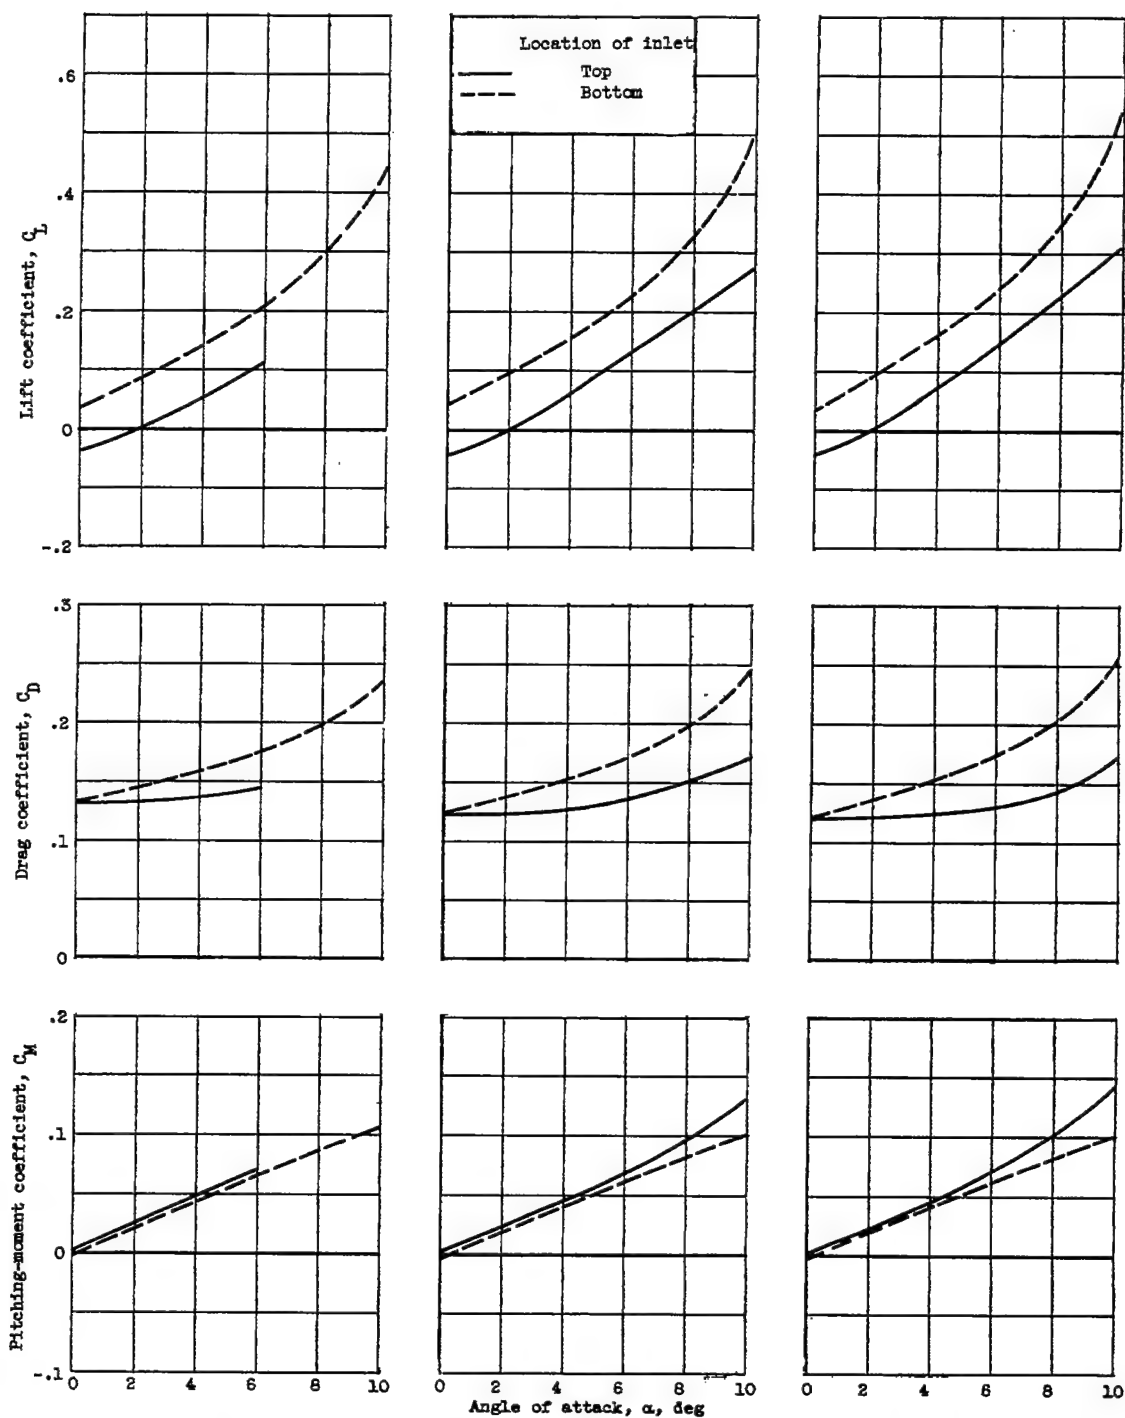 Location of inlet
Top
Bottom
Lift coefficient, C_L
.6
.4
.2
0
-.2
Drag coefficient, C_D
.3
.2
.1
0
Pitching-moment coefficient, C_M
.2
.1
0
-.1
0 2 4 6 8 10
0 2 4 6 8 10
0 2 4 6 8 10
Angle of attack, α, deg